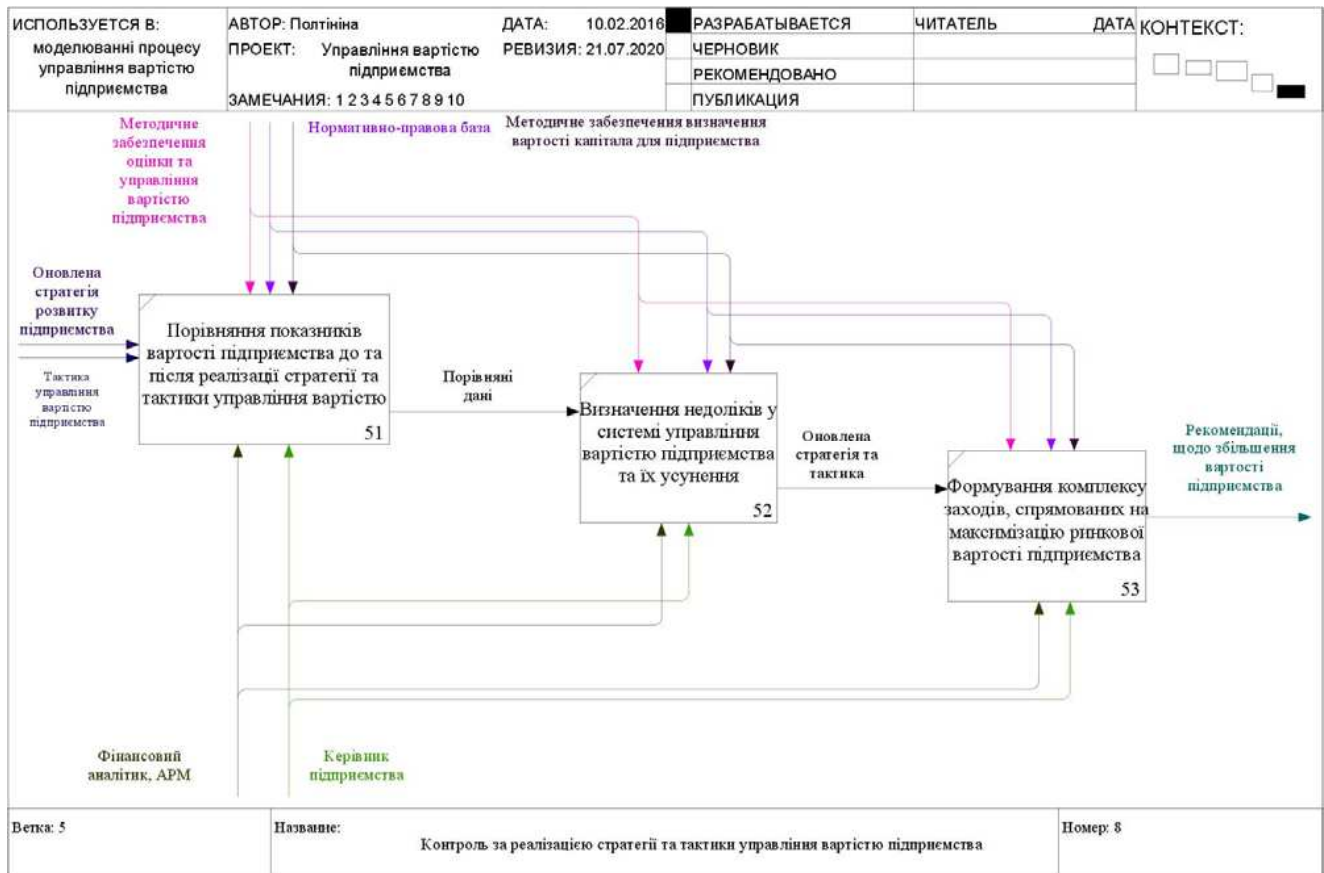 ИСПОЛЬЗУЕТСЯ В:
моделюванні процесу
управління вартістю
підприємства
АВТОР: Полтініна
ДАТА: 10.02.2016
ПРОЕКТ: Управління вартістю
підприємства
РЕВИЗИЯ: 21.07.2020
ЗАМЕЧАНИЯ: 1 2 3 4 5 6 7 8 9 10
РАЗРАБАТЫВАЕТСЯ
ЧЕРНОВИК
РЕКОМЕНДОВАНО
ПУБЛИКАЦИЯ
ЧИТАТЕЛЬ
ДАТА
КОНТЕКСТ:
Методичне
забезпечення
оцінки та
управління
вартістю
підприємства
Нормативно-правова база
Методичне забезпечення визначення
вартості капітала для підприємства
Оновлена
стратегія
розвитку
підприємства
Тактика
управління
вартістю
підприємства
Порівняння показників
вартості підприємства до та
після реалізації стратегії та
тактики управління вартістю
51
Порівняні
дані
Визначення недоліків у
системі управління
вартістю підприємства
та їх усунення
52
Оновлена
стратегія та
тактика
Формування комплексу
заходів, спрямованих на
максимізацію ринкової
вартості підприємства
53
Рекомендації,
щодо збільшення
вартості
підприємства
Фінансовий
аналітик, АРМ
Керівник
підприємства
Ветка: 5
Название:
Контроль за реалізацією стратегії та тактики управління вартістю підприємства
Номер: 8